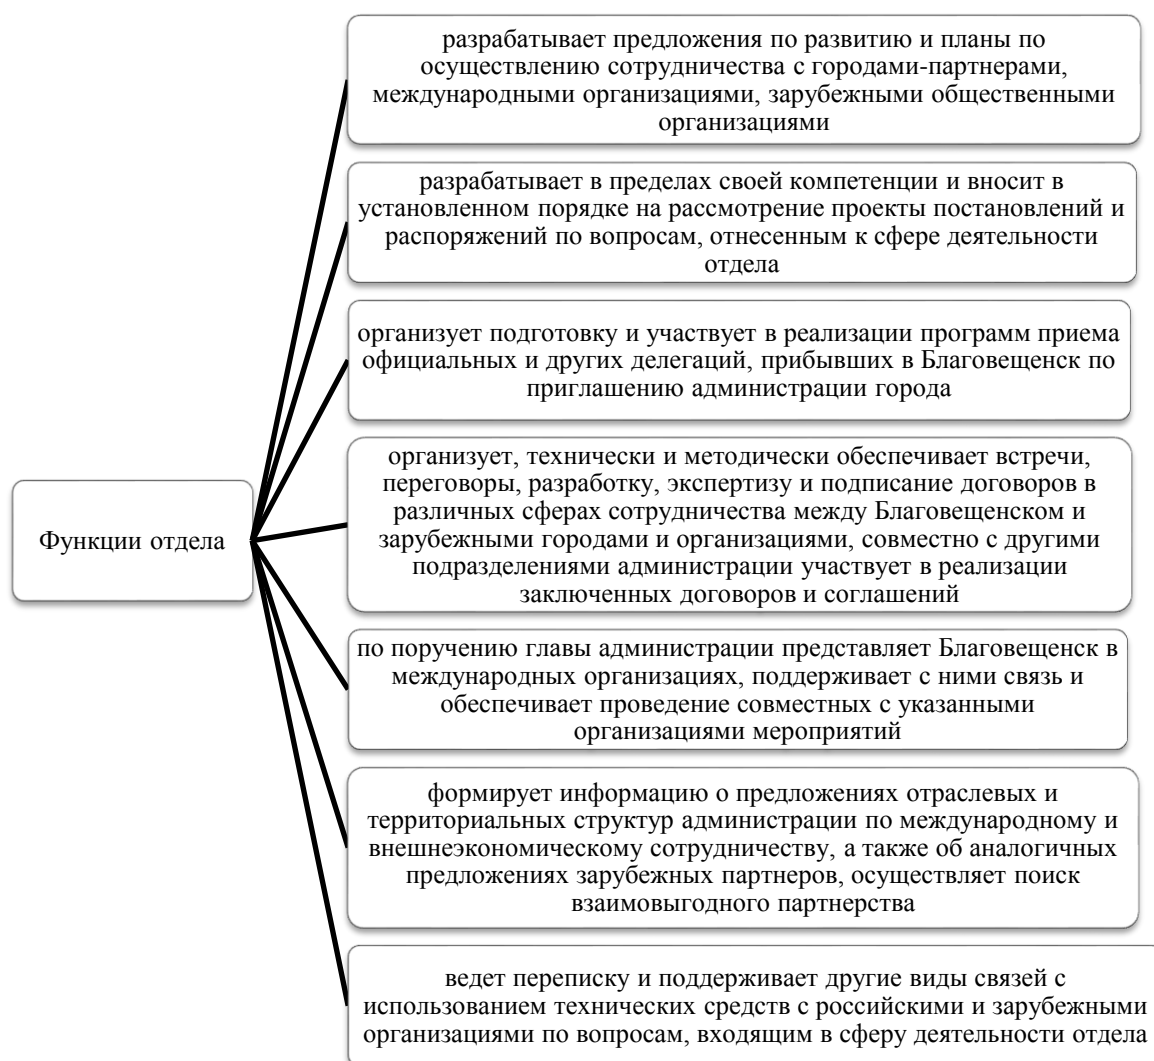 разрабатывает предложения по развитию и планы по
осуществлению сотрудничества с городами-партнерами,
международными организациями, зарубежными общественными
организациями
разрабатывает в пределах своей компетенции и вносит в
установленном порядке на рассмотрение проекты постановлений и
распоряжений по вопросам, отнесенным к сфере деятельности
отдела
организует подготовку и участвует в реализации программ приема
официальных и других делегаций, прибывших в Благовещенск по
приглашению администрации города
организует, технически и методически обеспечивает встречи,
переговоры, разработку, экспертизу и подписание договоров в
различных сферах сотрудничества между Благовещенском и
зарубежными городами и организациями, совместно с другими
подразделениями администрации участвует в реализации
заключенных договоров и соглашений
Функции отдела
по поручению главы администрации представляет Благовещенск в
международных организациях, поддерживает с ними связь и
обеспечивает проведение совместных с указанными
организациями мероприятий
формирует информацию о предложениях отраслевых и
территориальных структур администрации по международному и
внешнеэкономическому сотрудничеству, а также об аналогичных
предложениях зарубежных партнеров, осуществляет поиск
взаимовыгодного партнерства
ведет переписку и поддерживает другие виды связей с
использованием технических средств с российскими и зарубежными
организациями по вопросам, входящим в сферу деятельности отдела